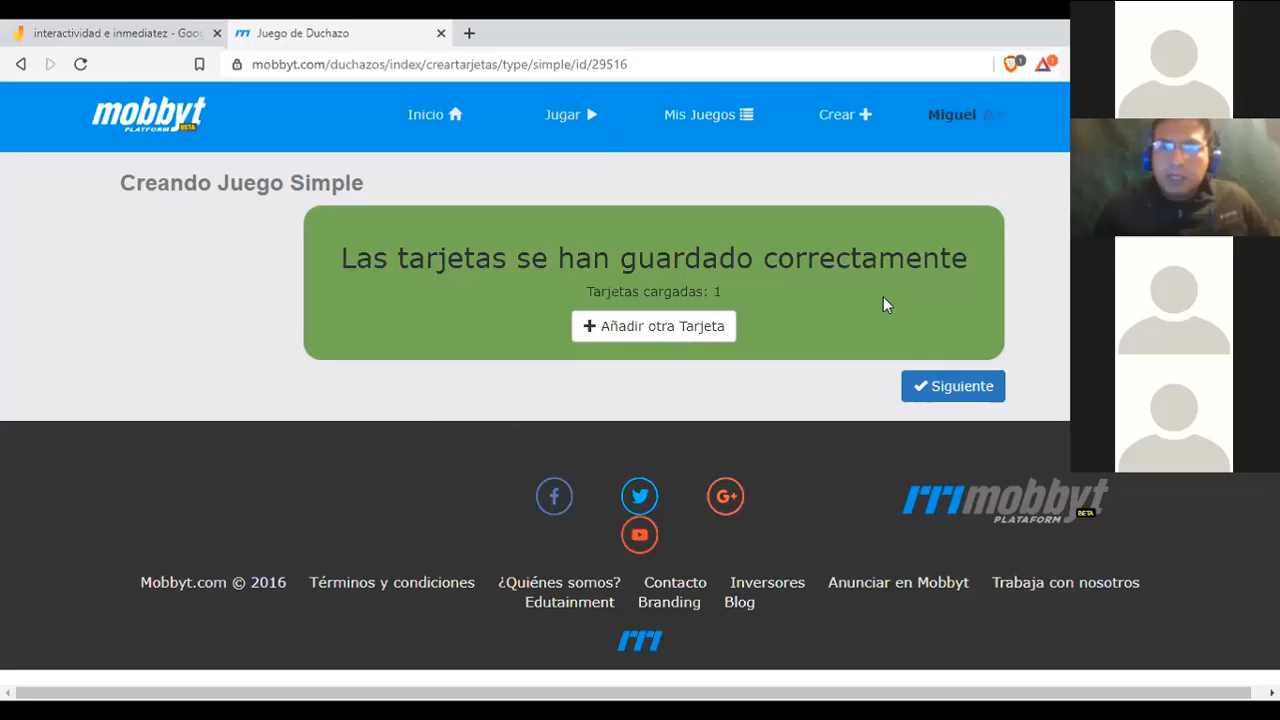 interactividad e inmediatez - Goo
Juego de Duchazo
mobbyt.com/duchazos/index/creartarjetas/type/simple/id/29516
1
1
mobbyt
PLATFORM BETA
Inicio
Jugar
Mis Juegos
Crear
Miguel
Creando Juego Simple
Las tarjetas se han guardado correctamente
Tarjetas cargadas: 1
Añadir otra Tarjeta
Siguiente
mobbyt
PLATAFORM BETA
Mobbyt.com © 2016
Términos y condiciones
¿Quiénes somos?
Contacto
Inversores
Anunciar en Mobbyt
Trabaja con nosotros
Edutainment
Branding
Blog